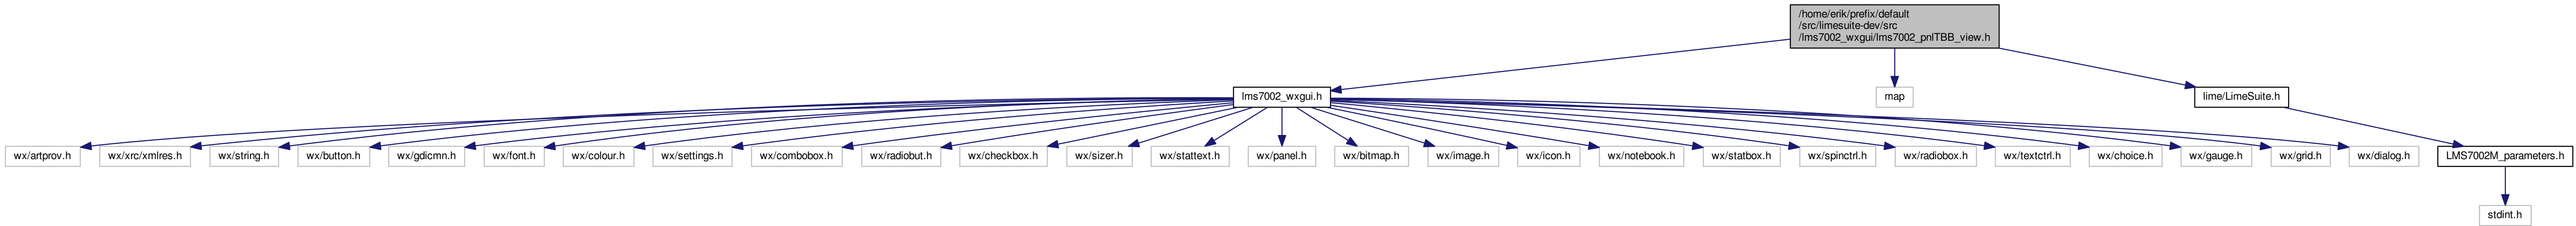 /home/erik/prefix/default
/src/limesuite-dev/src
/lms7002_wxgui/lms7002_pnlTBB_view.h
lms7002_wxgui.h
map
lime/LimeSuite.h
wx/artprov.h
wx/xrc/xmlres.h
wx/string.h
wx/button.h
wx/gdicmn.h
wx/font.h
wx/colour.h
wx/settings.h
wx/combobox.h
wx/radiobut.h
wx/checkbox.h
wx/sizer.h
wx/stattext.h
wx/panel.h
wx/bitmap.h
wx/image.h
wx/icon.h
wx/notebook.h
wx/statbox.h
wx/spinctrl.h
wx/radiobox.h
wx/textctrl.h
wx/choice.h
wx/gauge.h
wx/grid.h
wx/dialog.h
LMS7002M_parameters.h
stdint.h